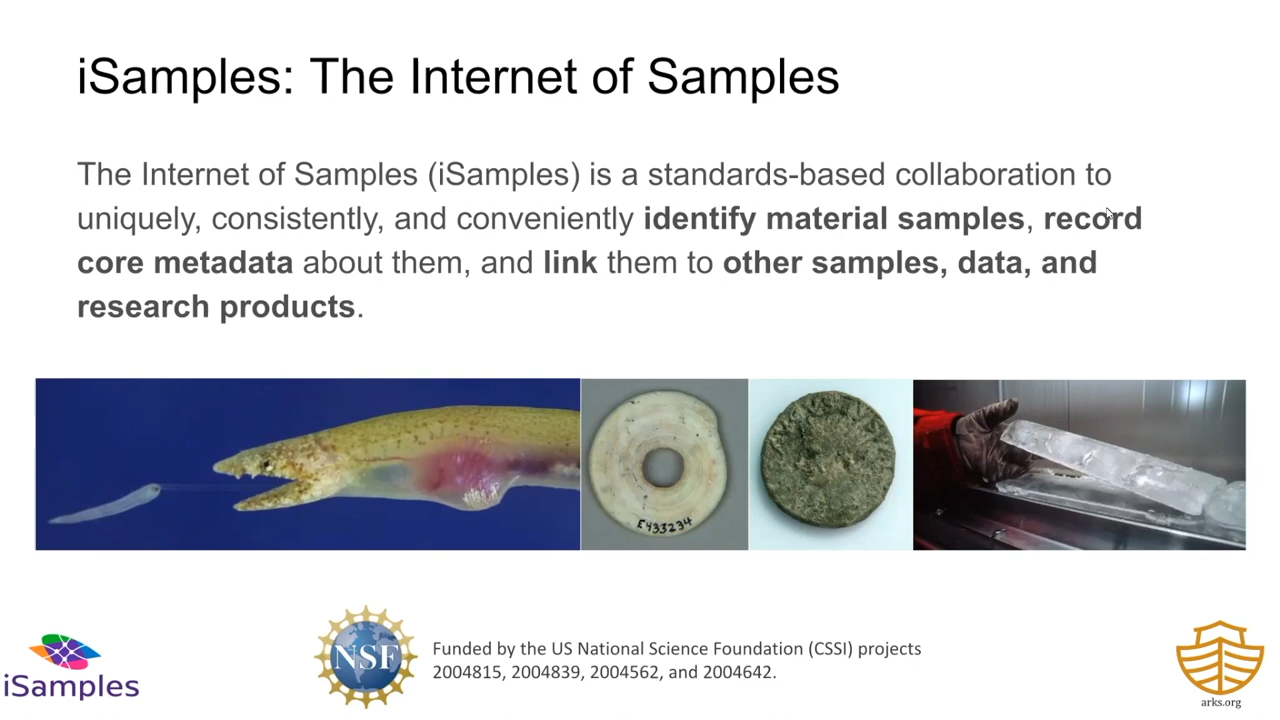 iSamples: The Internet of Samples
The Internet of Samples (iSamples) is a standards-based collaboration to
uniquely, consistently, and conveniently identify material samples, record
core metadata about them, and link them to other samples, data, and
research products.
E433234
iSamples
NSF
Funded by the US National Science Foundation (CSSI) projects
2004815, 2004839, 2004562, and 2004642.
arks.org